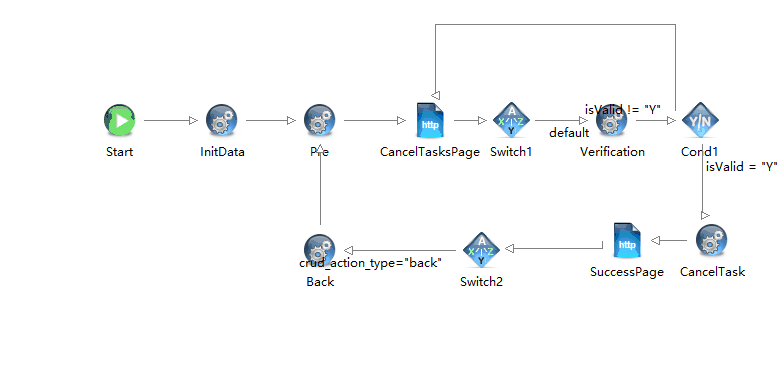 isValid != "Y"
http
A
X Z
Y
Y/N
default
Start
InitData
Pre
CancelTasksPage
Switch1
Verification
Cond1
isValid = "Y"
http
A
X Z
Y
crud_action_type="back"
SuccessPage
CancelTask
Back
Switch2